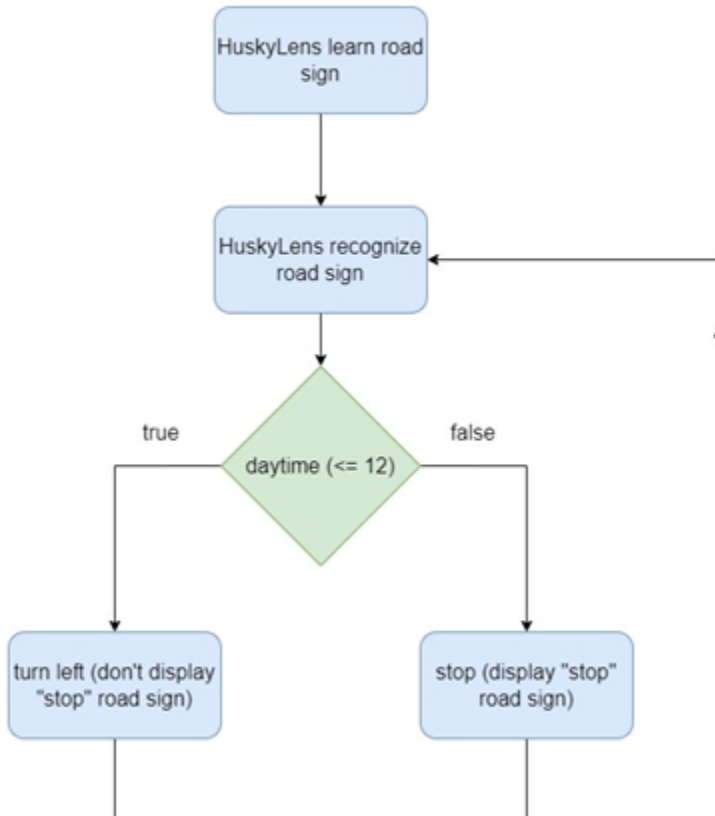 HuskyLens learn road
sign
HuskyLens recognize
road sign
true
false
daytime (<= 12)
turn left (don't display
"stop" road sign)
stop (display "stop"
road sign)